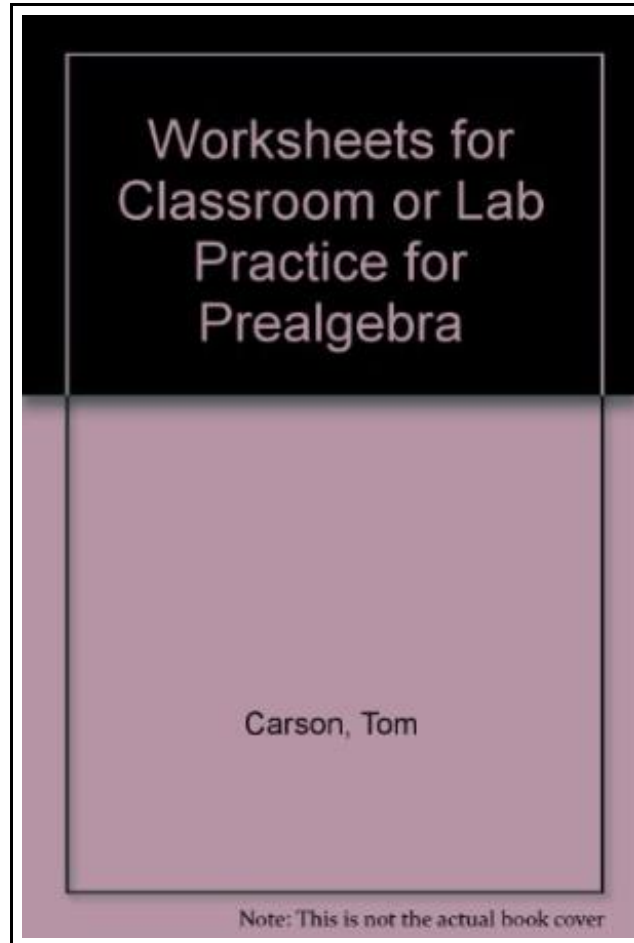 Worksheets for
Classroom or Lab
Practice for
Prealgebra
Carson, Tom
Note: This is not the actual book cover